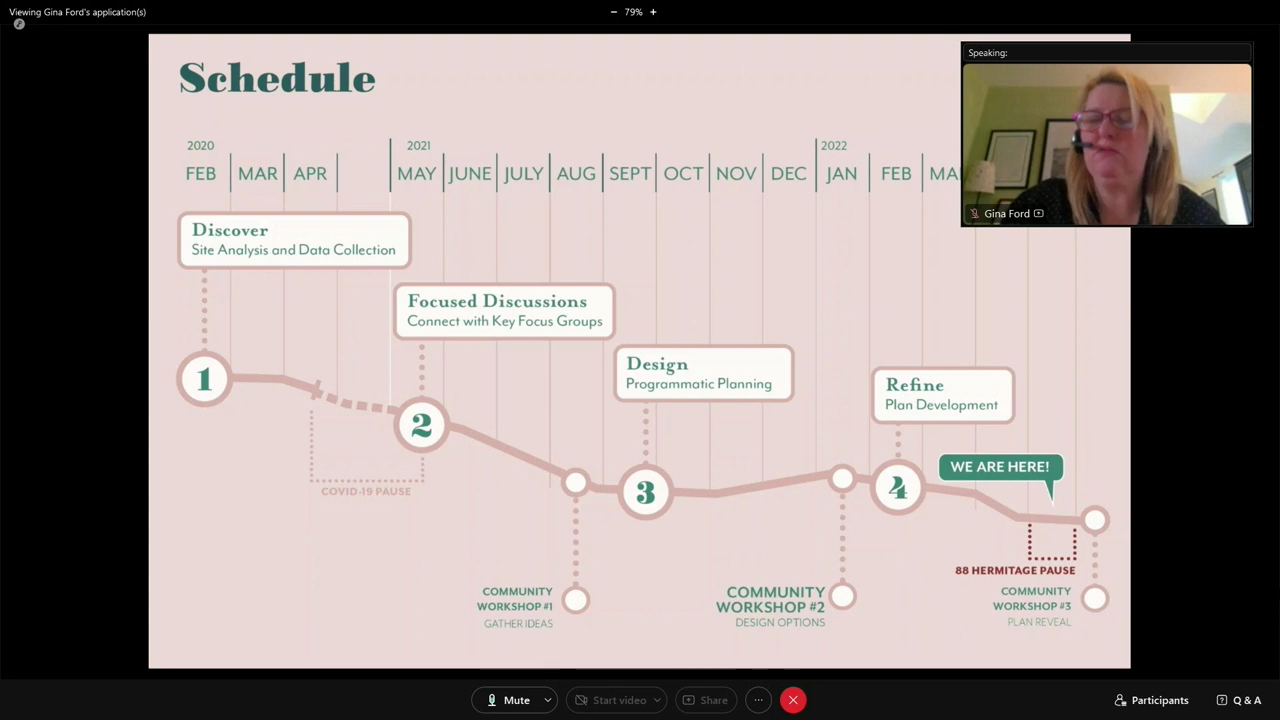 Viewing Gina Ford's application(s)
− 79% +
Schedule
Speaking:
2020
2021
2022
FEB MAR APR MAY JUNE JULY AUG SEPT OCT NOV DEC JAN FEB
Gina Ford
Discover
Site Analysis and Data Collection
Focused Discussions
Connect with Key Focus Groups
Design
Programmatic Planning
Refine
Plan Development
1
2
3
4
WE ARE HERE!
COVID-19 PAUSE
88 HERMITAGE PAUSE
COMMUNITY
WORKSHOP #1
GATHER IDEAS
COMMUNITY
WORKSHOP #2
DESIGN OPTIONS
COMMUNITY
WORKSHOP #3
PLAN REVEAL
Mute
Start video
Share
Participants
Q & A